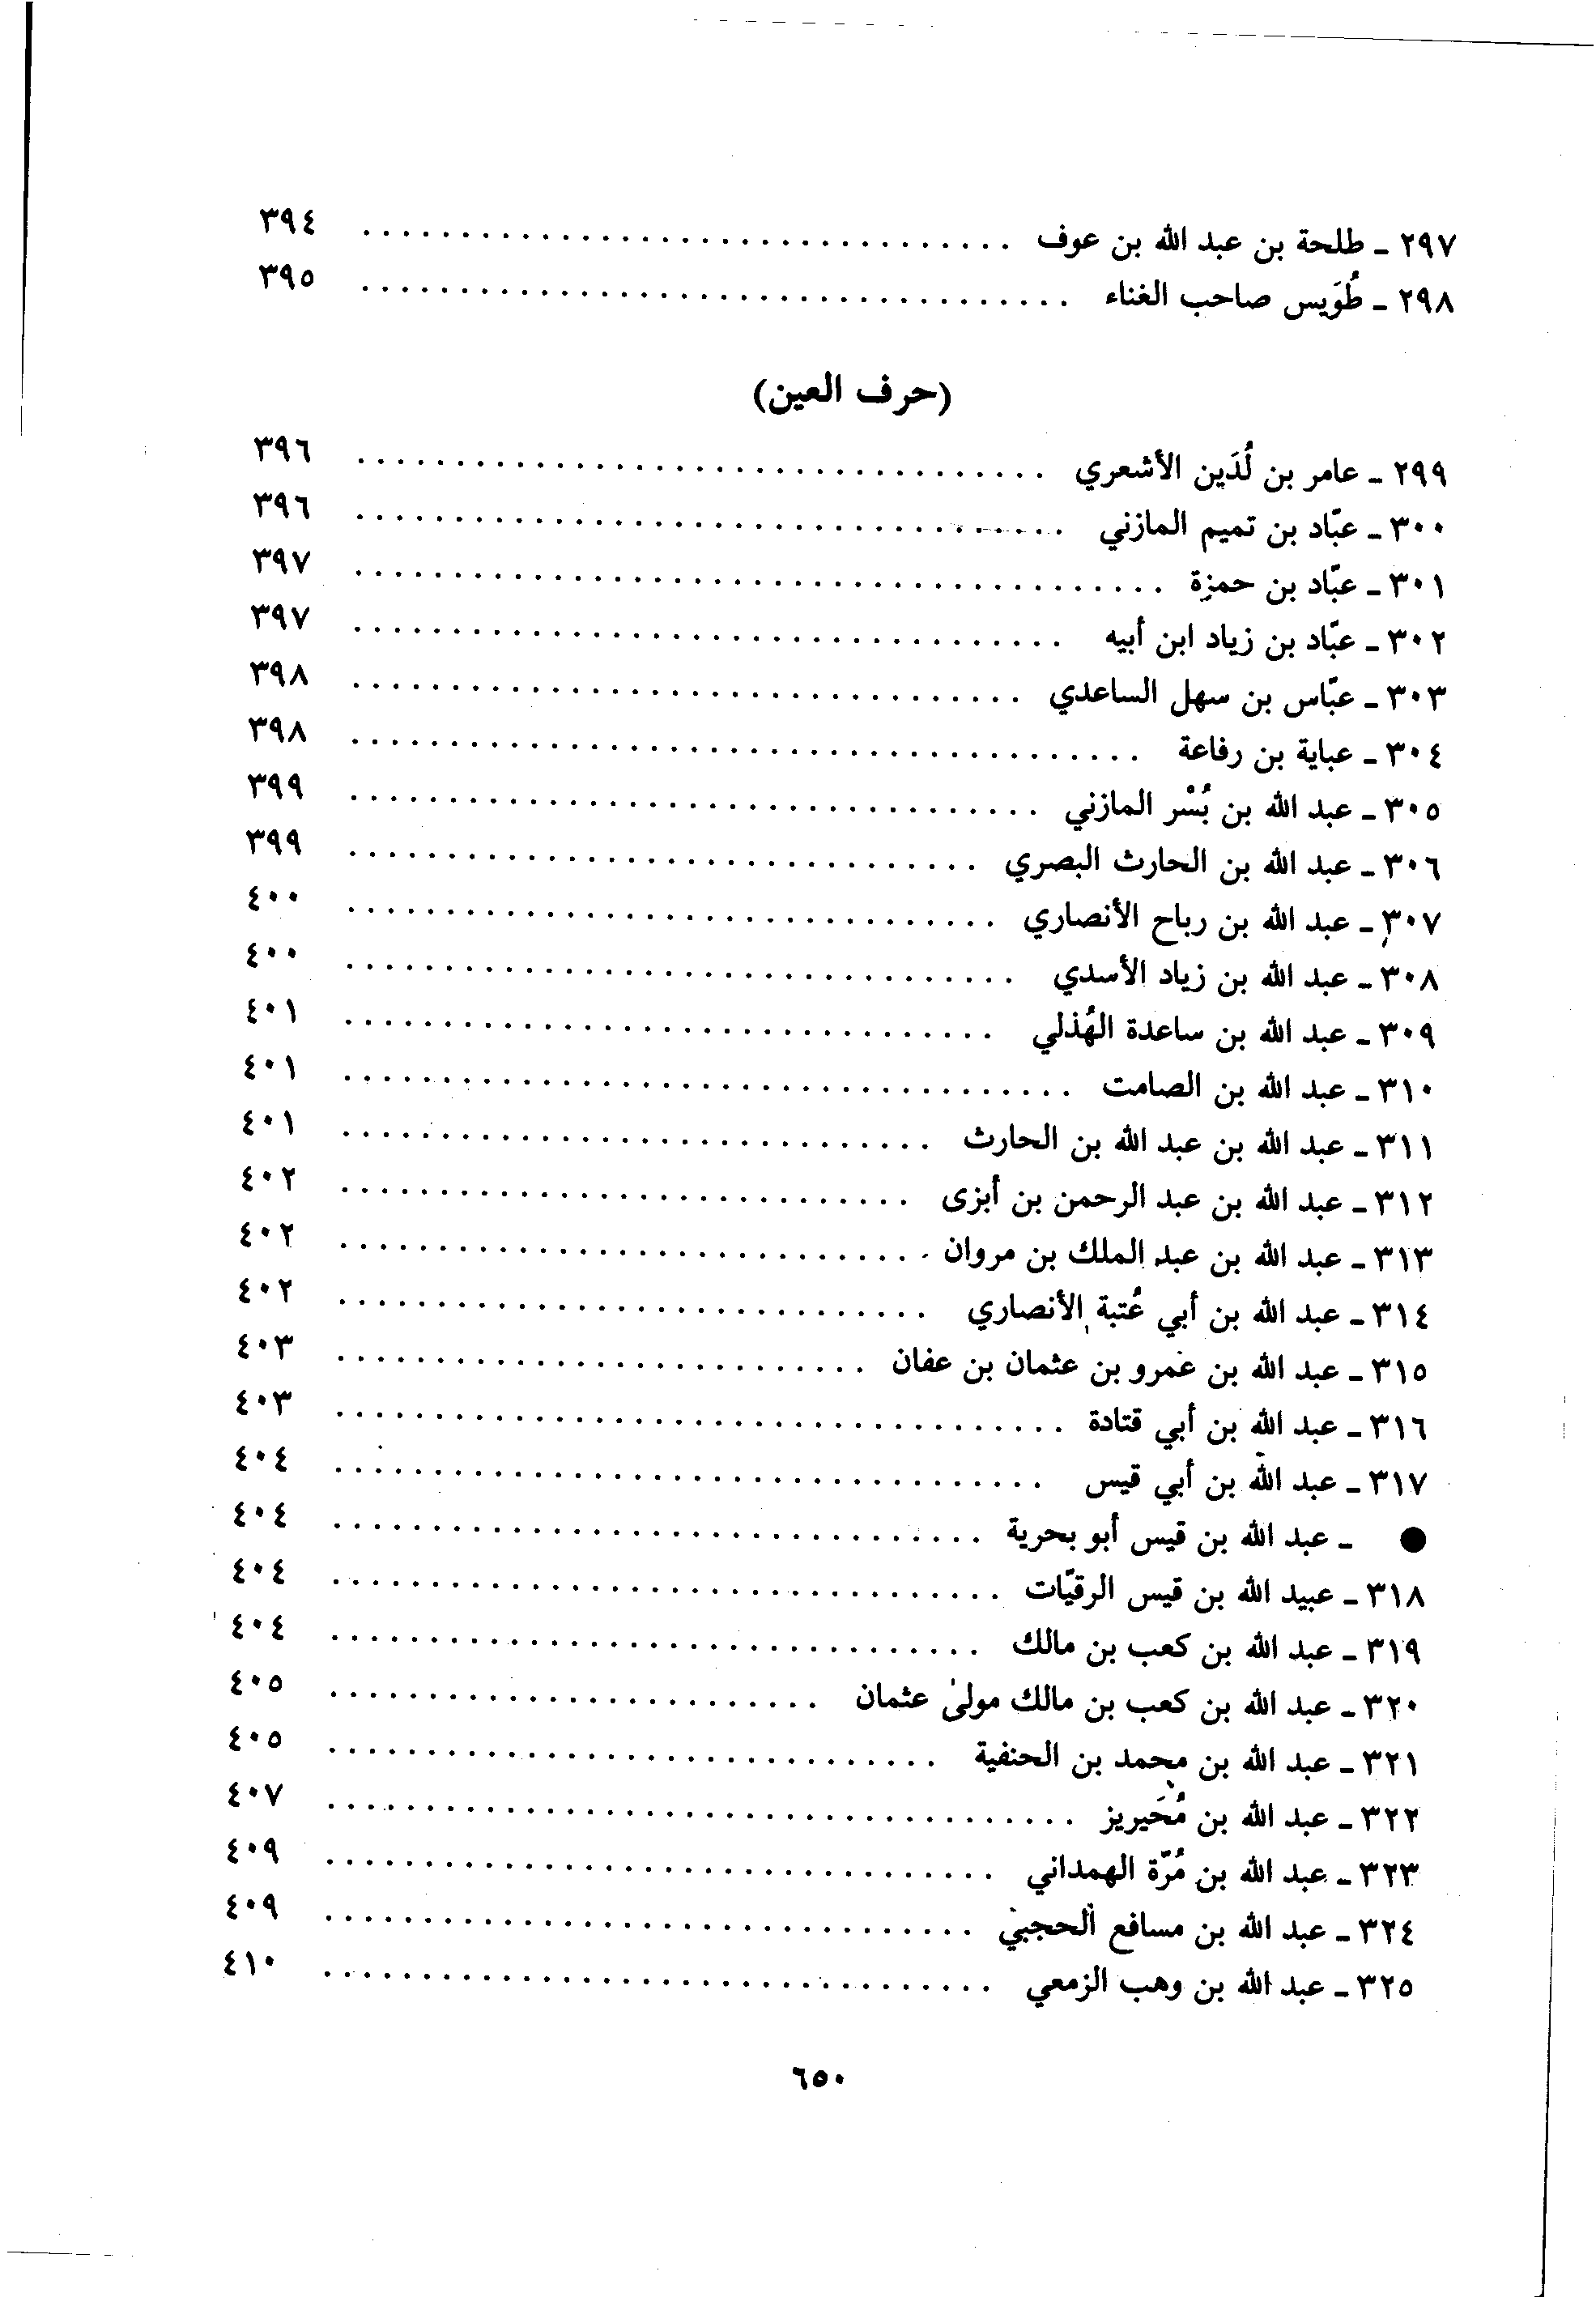 ٢٩٧ - طلحة بن عبد الله بن عوف . . . . . . . . . . ٣٩٤
٢٩٨ - طُوَيس صاحب الغناء . . . . . . . . . . ٣٩٥
(حرف العين)
٢٩٩ - عامر بن لُدَين الأشعري . . . . . . . . . . ٣٩٦
٣٠٠ - عبّاد بن تميم المازني . . . . . . . . . . ٣٩٦
٣٠١ - عبّاد بن حمزة . . . . . . . . . . ٣٩٧
٣٠٢ - عبّاد بن زياد ابن أبيه . . . . . . . . . . ٣٩٧
٣٠٣ - عبّاس بن سهل الساعدي . . . . . . . . . . ٣٩٨
٣٠٤ - عباية بن رفاعة . . . . . . . . . . ٣٩٨
٣٠٥ - عبد الله بن بُسْر المازني . . . . . . . . . . ٣٩٩
٣٠٦ - عبد الله بن الحارث البصري . . . . . . . . . . ٣٩٩
٣٠٧ - عبد الله بن رباح الأنصاري . . . . . . . . . . ٤٠٠
٣٠٨ - عبد الله بن زياد الأسدي . . . . . . . . . . ٤٠٠
٣٠٩ - عبد الله بن ساعدة الهُذلي . . . . . . . . . . ٤٠١
٣١٠ - عبد الله بن الصامت . . . . . . . . . . ٤٠١
٣١١ - عبد الله بن عبد الله بن الحارث . . . . . . . . . . ٤٠١
٣١٢ - عبد الله بن عبد الرحمن بن أبزى . . . . . . . . . . ٤٠٢
٣١٣ - عبد الله بن عبد الملك بن مروان . . . . . . . . . . ٤٠٢
٣١٤ - عبد الله بن أبي عُتبة الأنصاري . . . . . . . . . . ٤٠٢
٣١٥ - عبد الله بن عمرو بن عثمان بن عفان . . . . . . . . . . ٤٠٣
٣١٦ - عبد الله بن أبي قتادة . . . . . . . . . . ٤٠٣
٣١٧ - عبد الله بن أبي قيس . . . . . . . . . . ٤٠٤
● - عبد الله بن قيس أبو بحرية . . . . . . . . . . ٤٠٤
٣١٨ - عبيد الله بن قيس الرقيّات . . . . . . . . . . ٤٠٤
٣١٩ - عبد الله بن كعب بن مالك . . . . . . . . . . ٤٠٤
٣٢٠ - عبد الله بن كعب بن مالك مولىٰ عثمان . . . . . . . . . . ٤٠٥
٣٢١ - عبد الله بن محمد بن الحنفية . . . . . . . . . . ٤٠٥
٣٢٢ - عبد الله بن مُحَيريز . . . . . . . . . . ٤٠٧
٣٢٣ - عبد الله بن مُرّة الهمداني . . . . . . . . . . ٤٠٩
٣٢٤ - عبد الله بن مسافع الحجبي . . . . . . . . . . ٤٠٩
٣٢٥ - عبد الله بن وهب الزمعي . . . . . . . . . . ٤١٠
٦٥٠